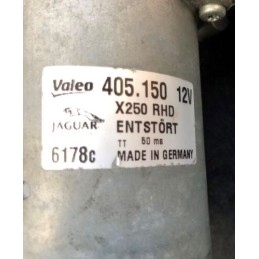 Valeo 405.150 12V
X250 RHD
JAGUAR ENTSTÖRT
TT 50 ms
6178c MADE IN GERMANY